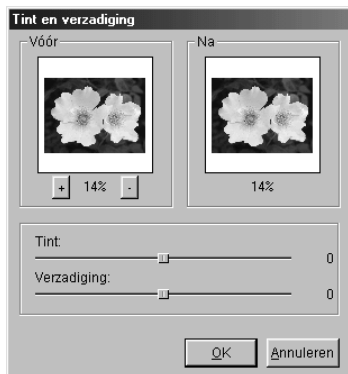 Tint en verzadiging
Vóór
Na
+ 14% -
14%
Tint:
0
Verzadiging:
0
OK
Annuleren